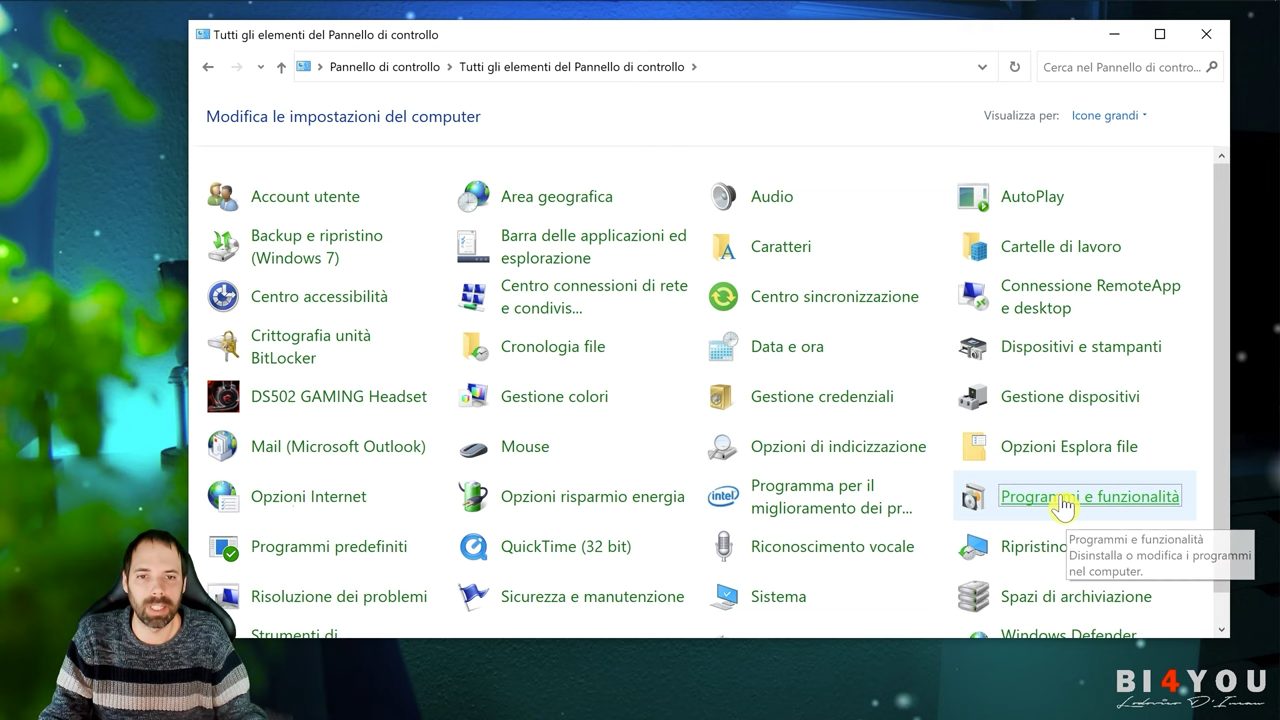 Tutti gli elementi del Pannello di controllo
Pannello di controllo
Tutti gli elementi del Pannello di controllo
Cerca nel Pannello di contro...
Modifica le impostazioni del computer
Visualizza per:
Icone grandi
Account utente
Area geografica
Audio
AutoPlay
Backup e ripristino
(Windows 7)
Barra delle applicazioni ed
esplorazione
Caratteri
Cartelle di lavoro
Centro accessibilità
Centro connessioni di rete
e condivis...
Centro sincronizzazione
Connessione RemoteApp
e desktop
Crittografia unità
BitLocker
Cronologia file
Data e ora
Dispositivi e stampanti
DS502 GAMING Headset
Gestione colori
Gestione credenziali
Gestione dispositivi
Mail (Microsoft Outlook)
Mouse
Opzioni di indicizzazione
Opzioni Esplora file
Opzioni Internet
Opzioni risparmio energia
intel
Programma per il
miglioramento dei pr...
Programmi e funzionalità
Programmi predefiniti
QuickTime (32 bit)
Riconoscimento vocale
Ripristino
Programmi e funzionalità
Disinstalla o modifica i programmi
nel computer.
Risoluzione dei problemi
Sicurezza e manutenzione
Sistema
Spazi di archiviazione
Strumenti di
Windows Defender
BI4YOU